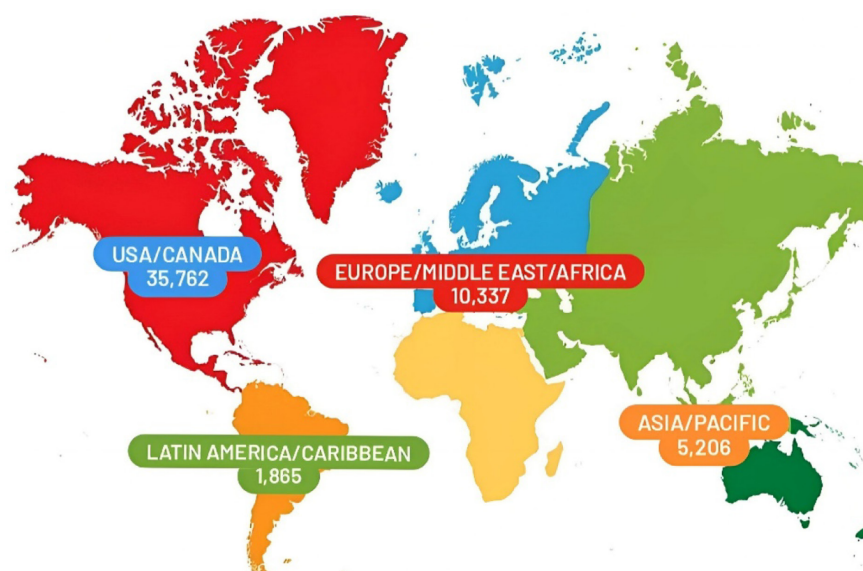 USA/CANADA
35,762
EUROPE/MIDDLE EAST/AFRICA
10,337
LATIN AMERICA/CARIBBEAN
1,865
ASIA/PACIFIC
5,206